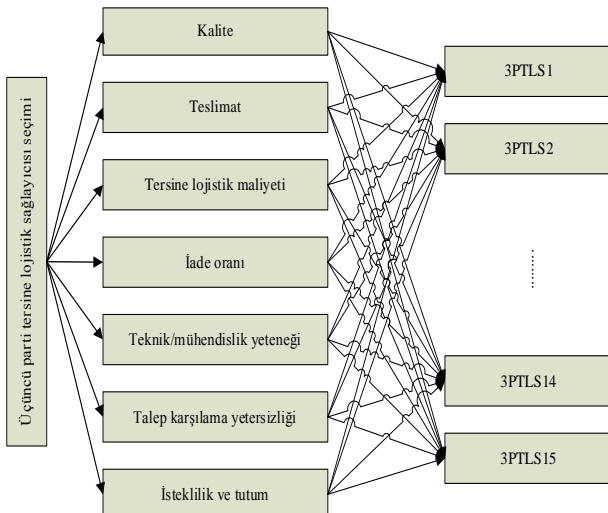 Üçüncü parti tersine lojistik sağlayıcısı seçimi
Kalite
Teslimat
Tersine lojistik maliyeti
İade oranı
Teknik/mühendislik yeteneği
Talep karşılama yetersizliği
İsteklilik ve tutum
3PTLS1
3PTLS2
........
3PTLS14
3PTLS15